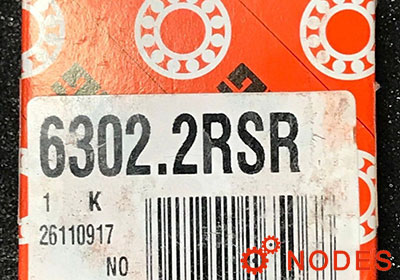 6302.2RSR
1 K
26110917
NO
NODES